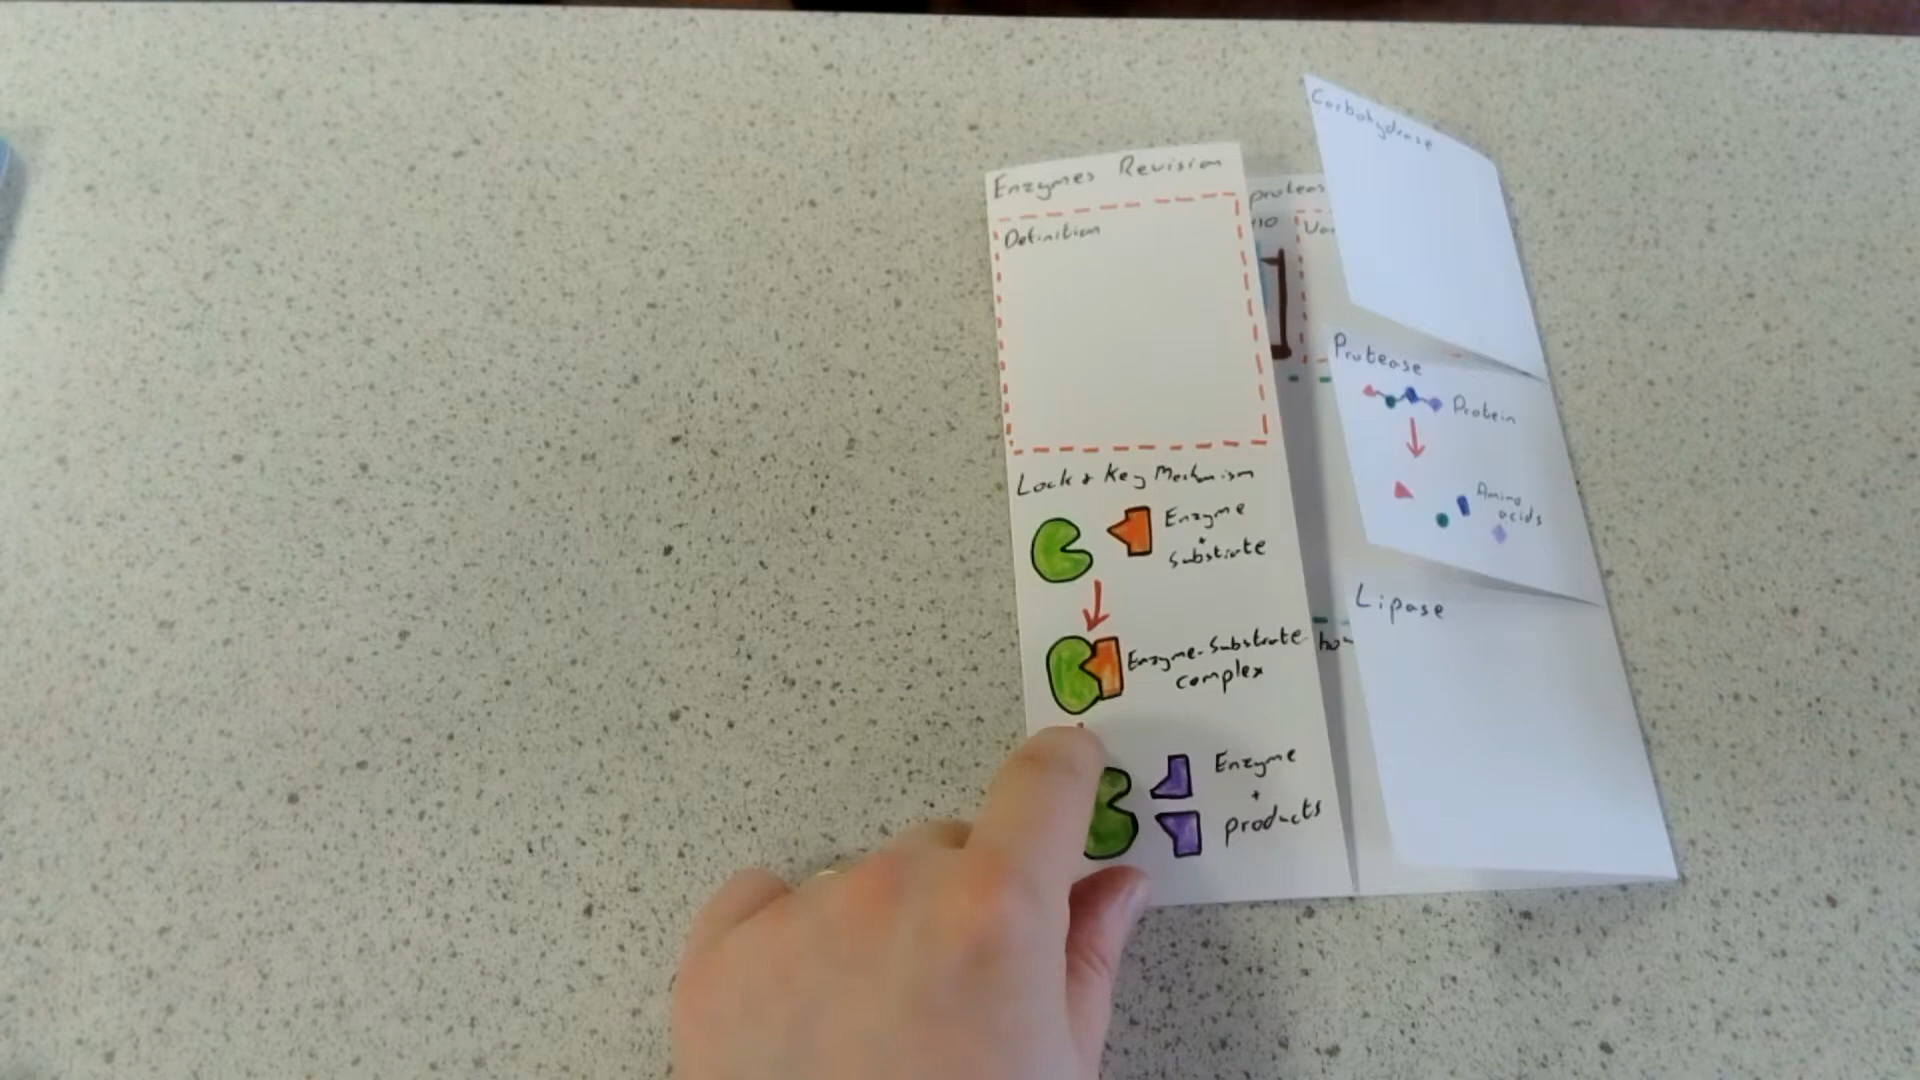 Enzymes Revision
Definition
Lock & Key Mechanism
Enzyme
+
Substrate
Enzyme-Substrate
complex
Enzyme
+
products
Carbohydrase
Protease
Protein
Amino
acids
Lipase